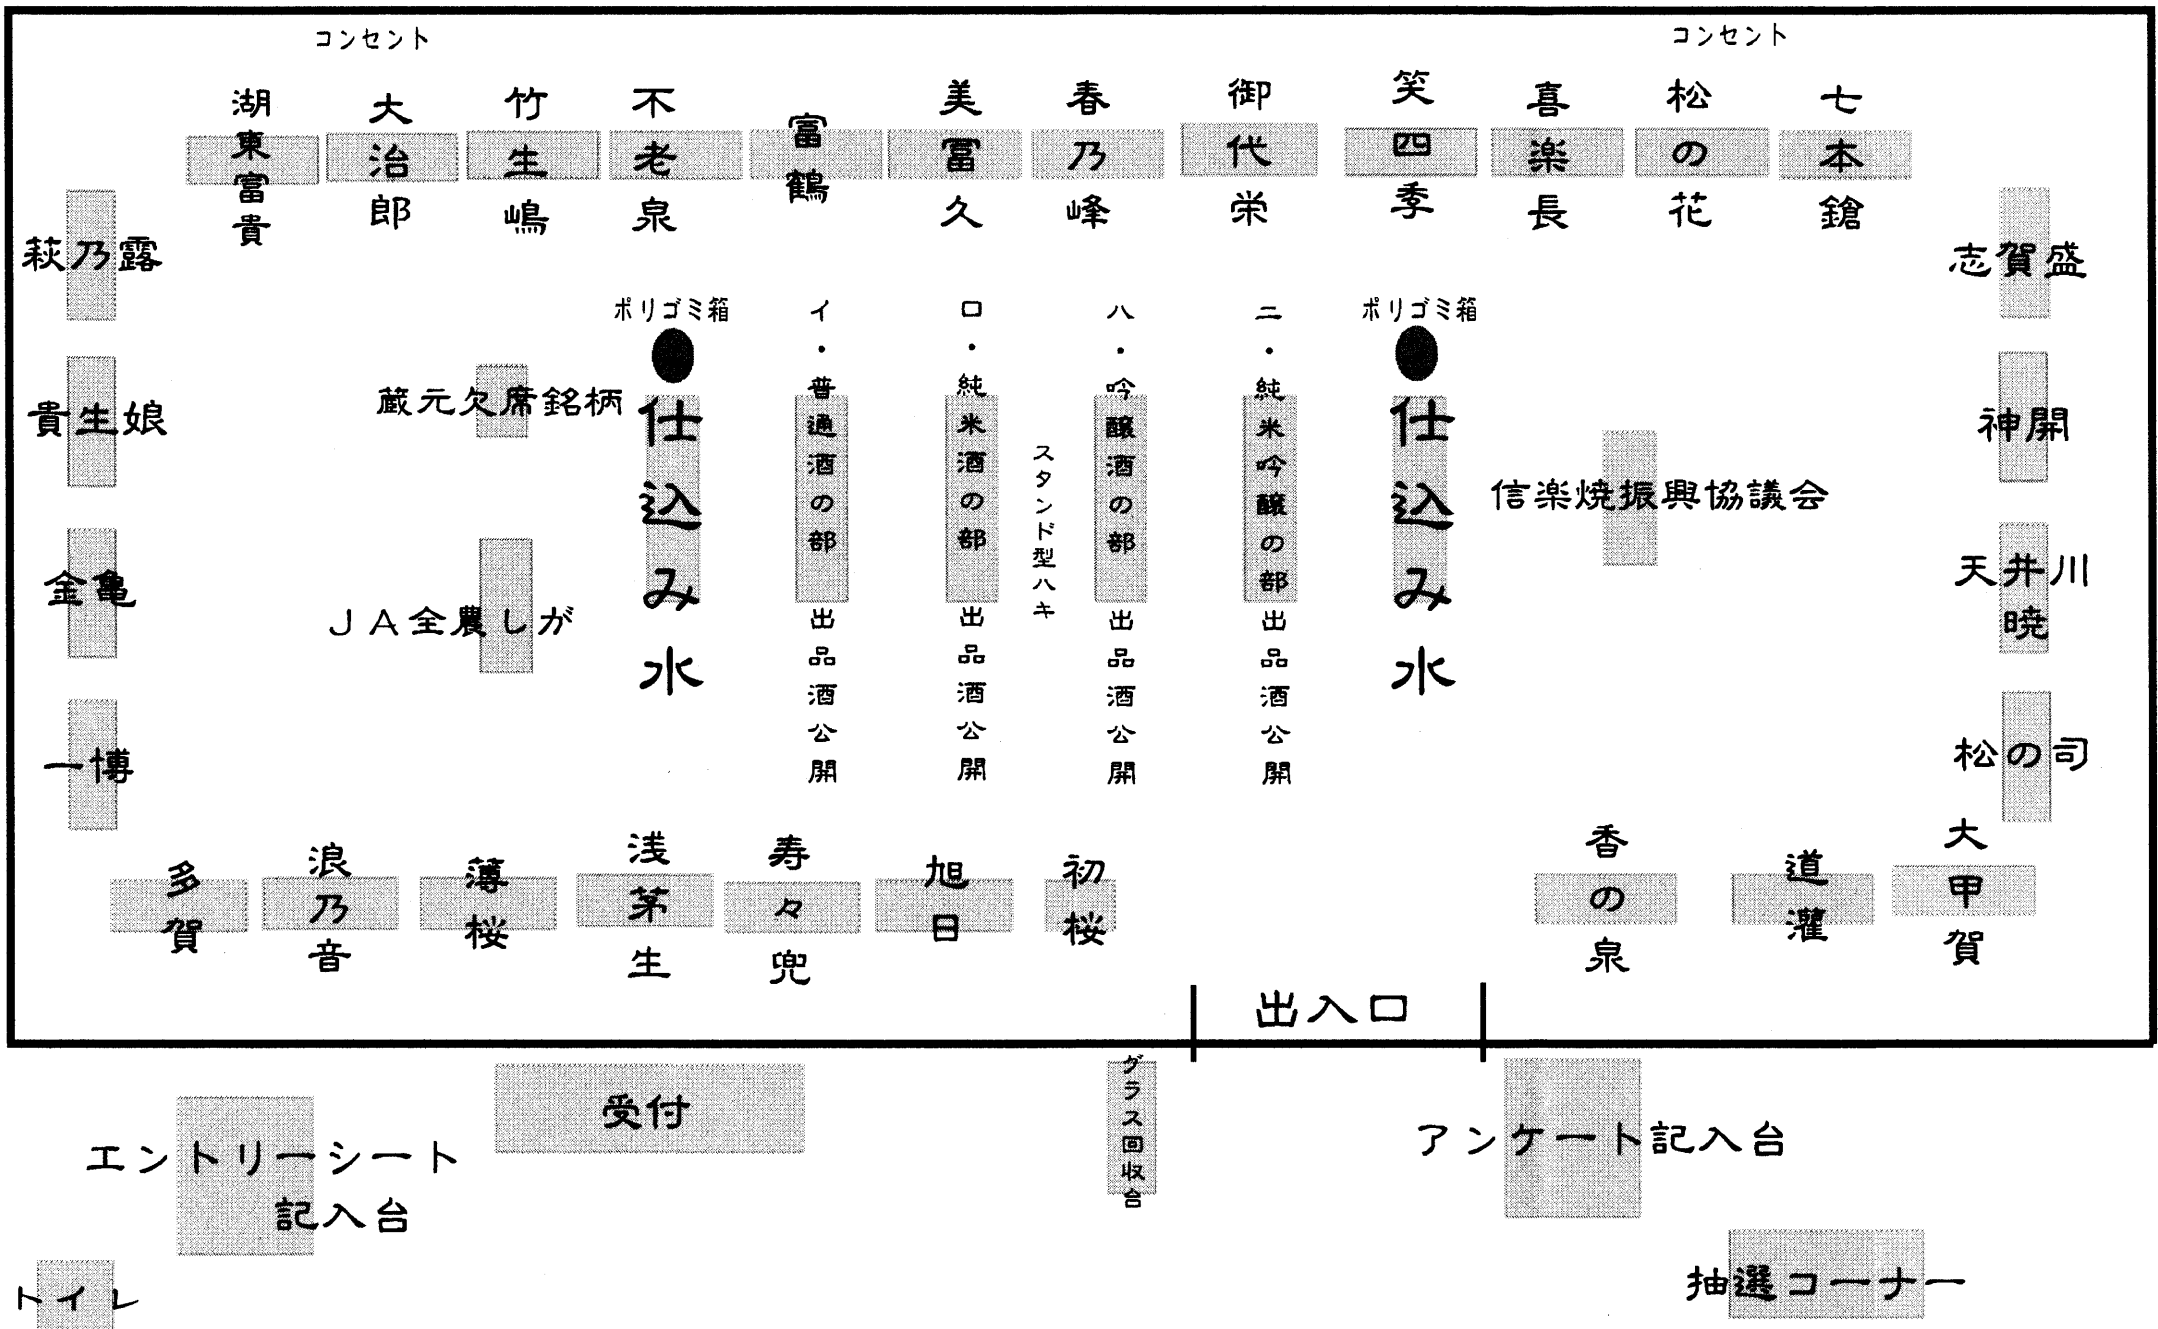 コンセント
コンセント
湖東富貴
大治郎
竹生嶋
不老泉
富鶴
美冨久
春乃峰
御代栄
笑四季
喜楽長
松の花
七本鎗
萩乃露
貴生娘
金亀
一博
志賀盛
神開
天井川
暁
松の司
蔵元欠席銘柄
JA全農しが
ポリゴミ箱
仕込み水
イ・普通酒の部 出品酒公開
ロ・純米酒の部 出品酒公開
スタンド型ハキ
ハ・吟醸酒の部 出品酒公開
ニ・純米吟醸の部 出品酒公開
ポリゴミ箱
仕込み水
信楽焼振興協議会
多賀
浪乃音
薄桜
浅茅生
寿々兜
旭日
初桜
香の泉
道灌
大甲賀
出入口
受付
グラス回収台
エントリーシート
記入台
アンケート記入台
トイレ
抽選コーナー